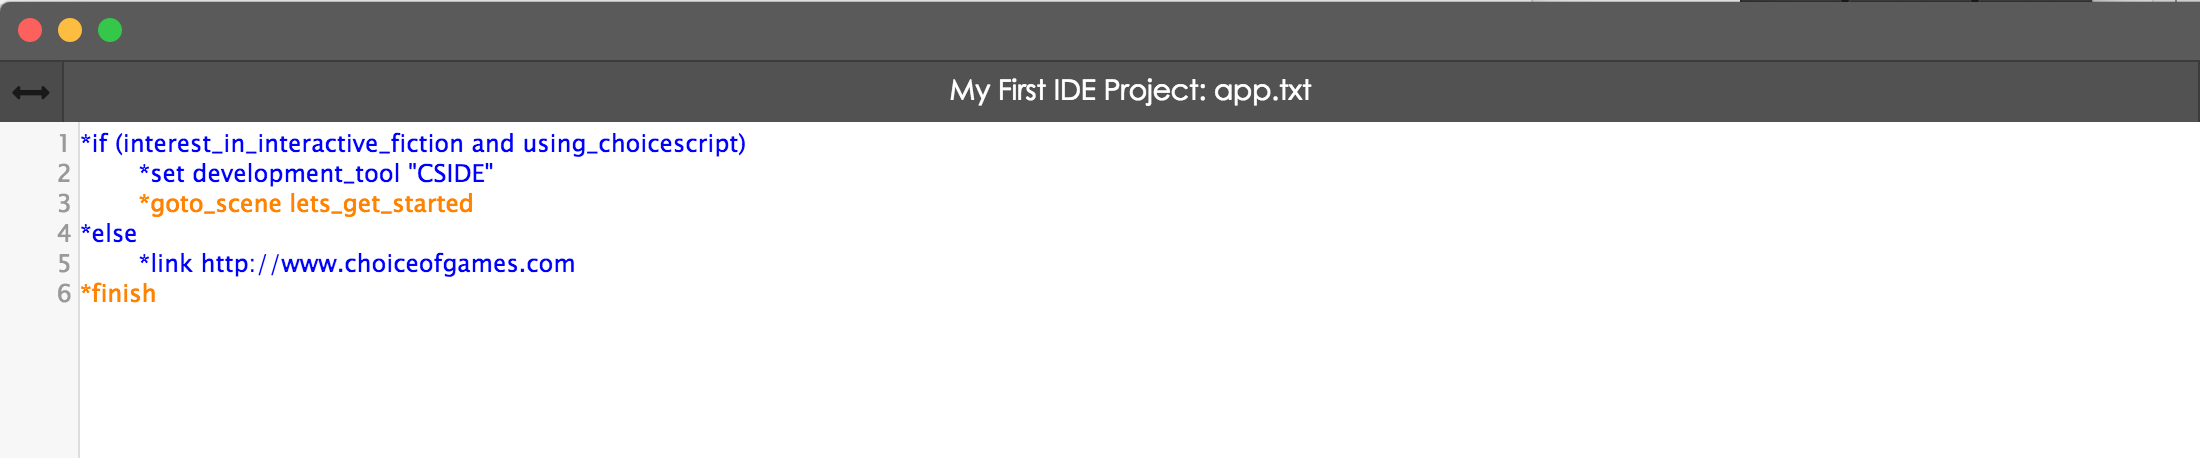 My First IDE Project: app.txt
1 *if (interest_in_interactive_fiction and using_choicescript)
2 *set development_tool "CSIDE"
3 *goto_scene lets_get_started
4 *else
5 *link http://www.choiceofgames.com
6 *finish